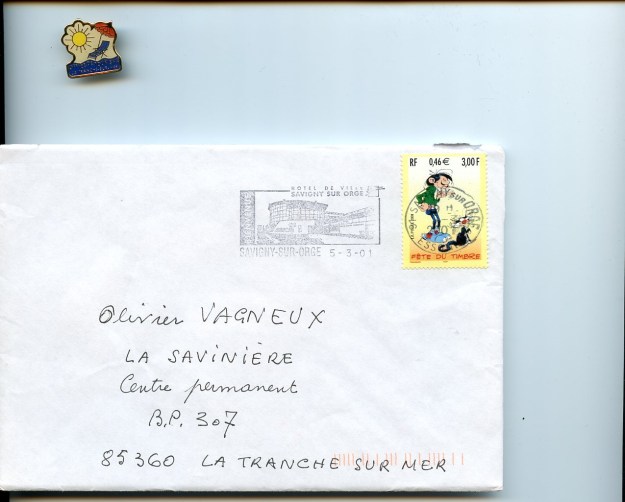 HOTEL DE VILLE
SAVIGNY SUR ORGE
SAVIGNY-SUR-ORGE 5-3-01
RF 0,46 € 3,00 F
FÊTE DU TIMBRE
Olivier VAGNEUX
LA SAVINIÈRE
Centre permanent
B.P. 307
85360 LA TRANCHE SUR MER